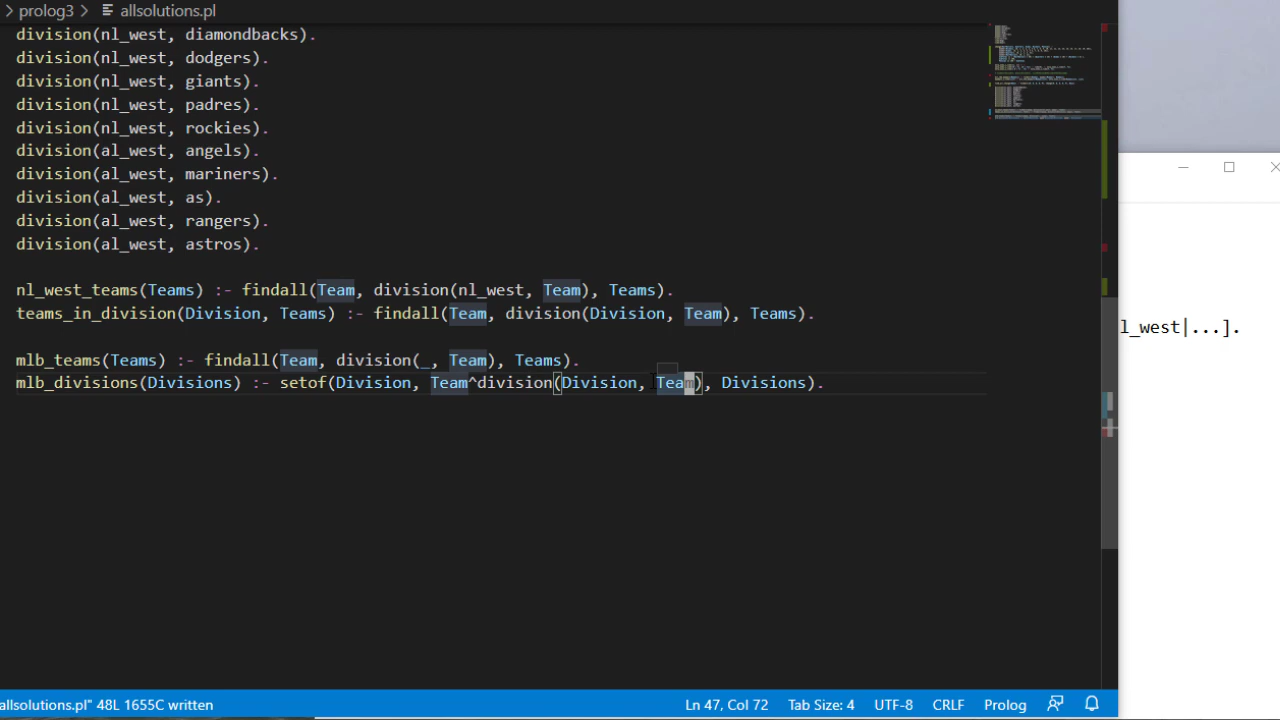 prolog3 > allsolutions.pl
division(nl_west, diamondbacks).
division(nl_west, dodgers).
division(nl_west, giants).
division(nl_west, padres).
division(nl_west, rockies).
division(al_west, angels).
division(al_west, mariners).
division(al_west, as).
division(al_west, rangers).
division(al_west, astros).
nl_west_teams(Teams) :- findall(Team, division(nl_west, Team), Teams).
teams_in_division(Division, Teams) :- findall(Team, division(Division, Team), Teams).
mlb_teams(Teams) :- findall(Team, division(_, Team), Teams).
mlb_divisions(Divisions) :- setof(Division, Team^division(Division, Team), Divisions).
l_west|...].
allsolutions.pl" 48L 1655C written
Ln 47, Col 72 Tab Size: 4 UTF-8 CRLF Prolog